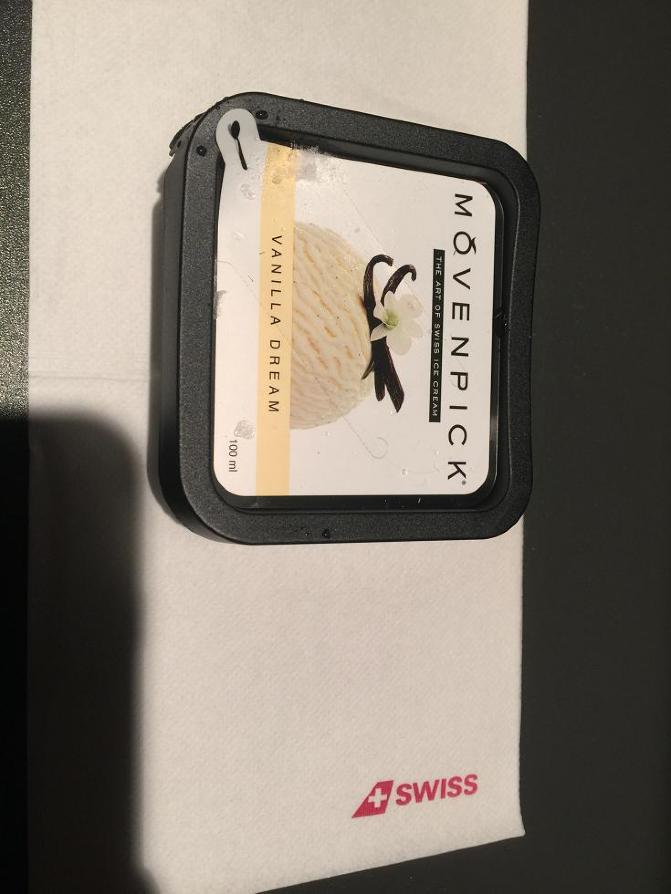 MÖVENPICK®
THE ART OF SWISS ICE CREAM
VANILLA DREAM
100 ml
SWISS